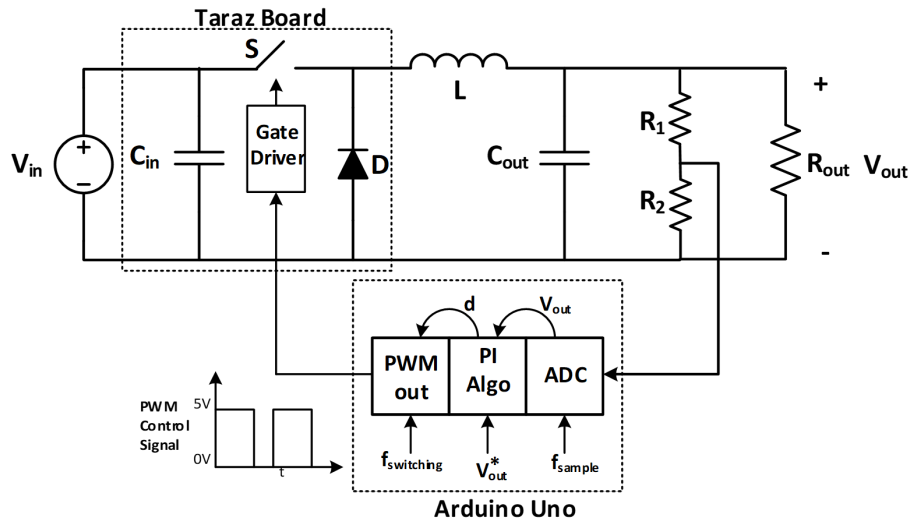 Taraz Board
S
L
+
Vin
Cin
Gate
Driver
D
Cout
R1
R2
Rout
Vout
-
d
Vout
PWM
out
PI
Algo
ADC
PWM
Control
Signal
5V
0V
t
fswitching
V*out
fsample
Arduino Uno